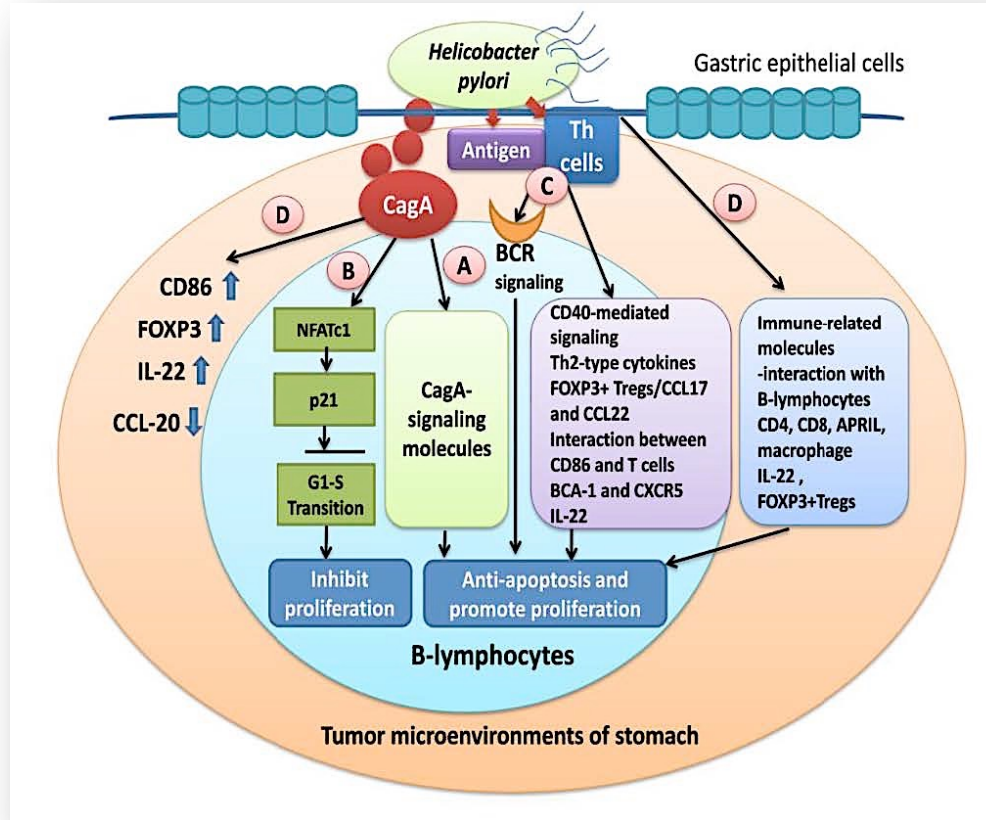 Helicobacter
pylori
Gastric epithelial cells
Antigen
Th
cells
C
CagA
D
D
B
A
BCR
signaling
CD86
FOXP3
IL-22
CCL-20
NFATc1
p21
G1-S
Transition
CagA-
signaling
molecules
CD40-mediated
signaling
Th2-type cytokines
FOXP3+ Tregs/CCL17
and CCL22
Interaction between
CD86 and T cells
BCA-1 and CXCR5
IL-22
Immune-related
molecules
-interaction with
B-lymphocytes
CD4, CD8, APRIL,
macrophage
IL-22 ,
FOXP3+Tregs
Inhibit
proliferation
Anti-apoptosis and
promote proliferation
B-lymphocytes
Tumor microenvironments of stomach